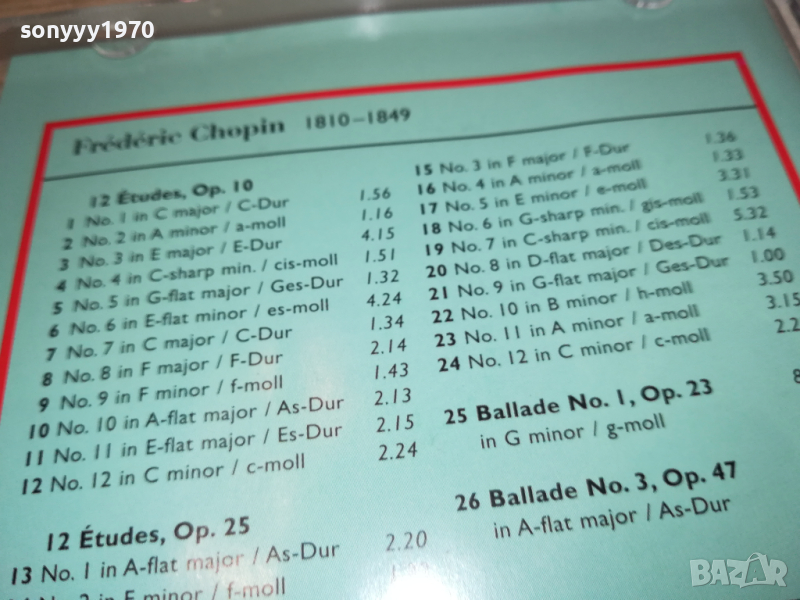 sonyyy1970
Frédéric Chopin 1810–1849
12 Études, Op. 10
1 No. 1 in C major / C-Dur 1.56
2 No. 2 in A minor / a-moll 1.16
3 No. 3 in E major / E-Dur 4.15
4 No. 4 in C-sharp min. / cis-moll 1.51
5 No. 5 in G-flat major / Ges-Dur 1.32
6 No. 6 in E-flat minor / es-moll 4.24
7 No. 7 in C major / C-Dur 1.34
8 No. 8 in F major / F-Dur 2.14
9 No. 9 in F minor / f-moll 1.43
10 No. 10 in A-flat major / As-Dur 2.13
11 No. 11 in E-flat major / Es-Dur 2.15
12 No. 12 in C minor / c-moll 2.24
12 Études, Op. 25
13 No. 1 in A-flat major / As-Dur 2.20
No. 2 in F minor / f-moll
15 No. 3 in F major / F-Dur 1.36
16 No. 4 in A minor / a-moll 1.33
17 No. 5 in E minor / e-moll 3.31
18 No. 6 in G-sharp min. / gis-moll 1.53
19 No. 7 in C-sharp min. / cis-moll 5.32
20 No. 8 in D-flat major / Des-Dur 1.14
21 No. 9 in G-flat major / Ges-Dur 1.00
22 No. 10 in B minor / h-moll 3.50
23 No. 11 in A minor / a-moll 3.15
24 No. 12 in C minor / c-moll 2.2
25 Ballade No. 1, Op. 23
in G minor / g-moll
26 Ballade No. 3, Op. 47
in A-flat major / As-Dur
BAZAR